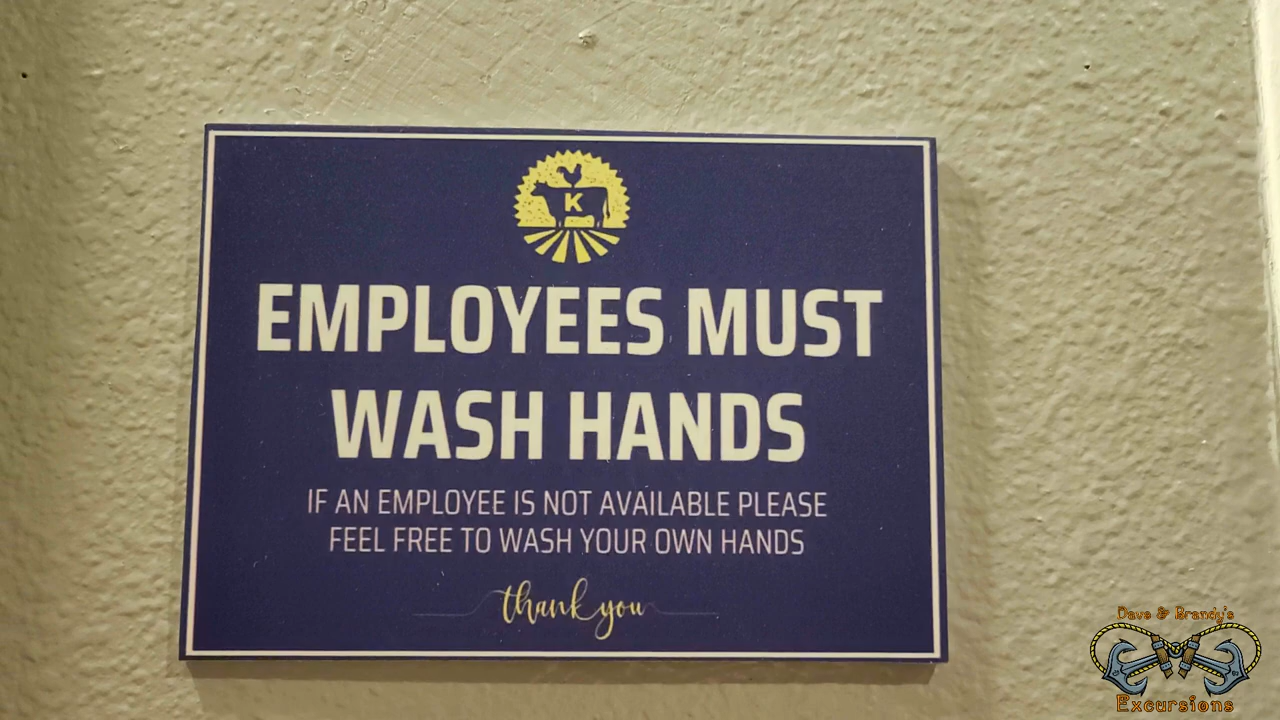 K
EMPLOYEES MUST
WASH HANDS
IF AN EMPLOYEE IS NOT AVAILABLE PLEASE
FEEL FREE TO WASH YOUR OWN HANDS
thank you
Dave & Brandy's
Excursions